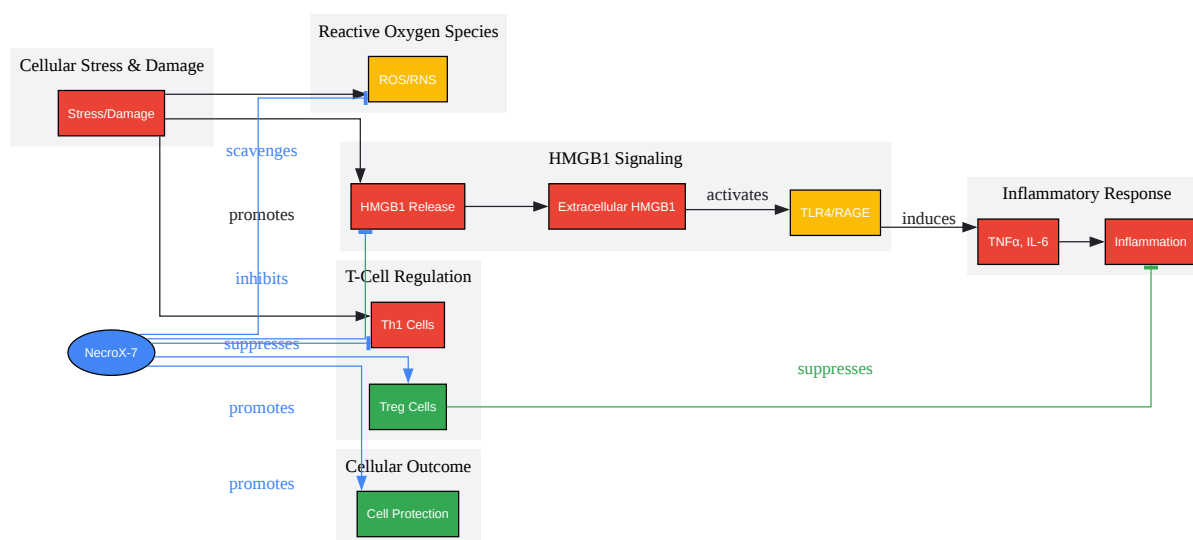 Reactive Oxygen Species
ROS/RNS
Cellular Stress & Damage
Stress/Damage
scavenges
promotes
inhibits
suppresses
promotes
promotes
HMGB1 Signaling
HMGB1 Release
Extracellular HMGB1
activates
TLR4/RAGE
induces
Inflammatory Response
TNFα, IL-6
Inflammation
T-Cell Regulation
Th1 Cells
Treg Cells
suppresses
NecroX-7
Cellular Outcome
Cell Protection